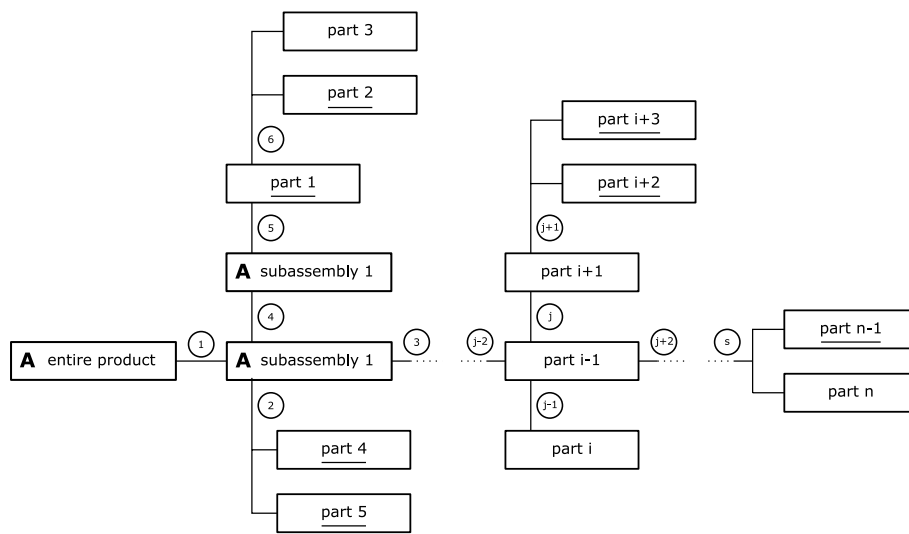 part 3
part 2
part i+3
6
part 1
part i+2
5
j+1
A subassembly 1
part i+1
4
j
part n-1
A entire product
1
A subassembly 1
3
j-2
part i-1
j+2
s
2
j-1
part n
part 4
part i
part 5